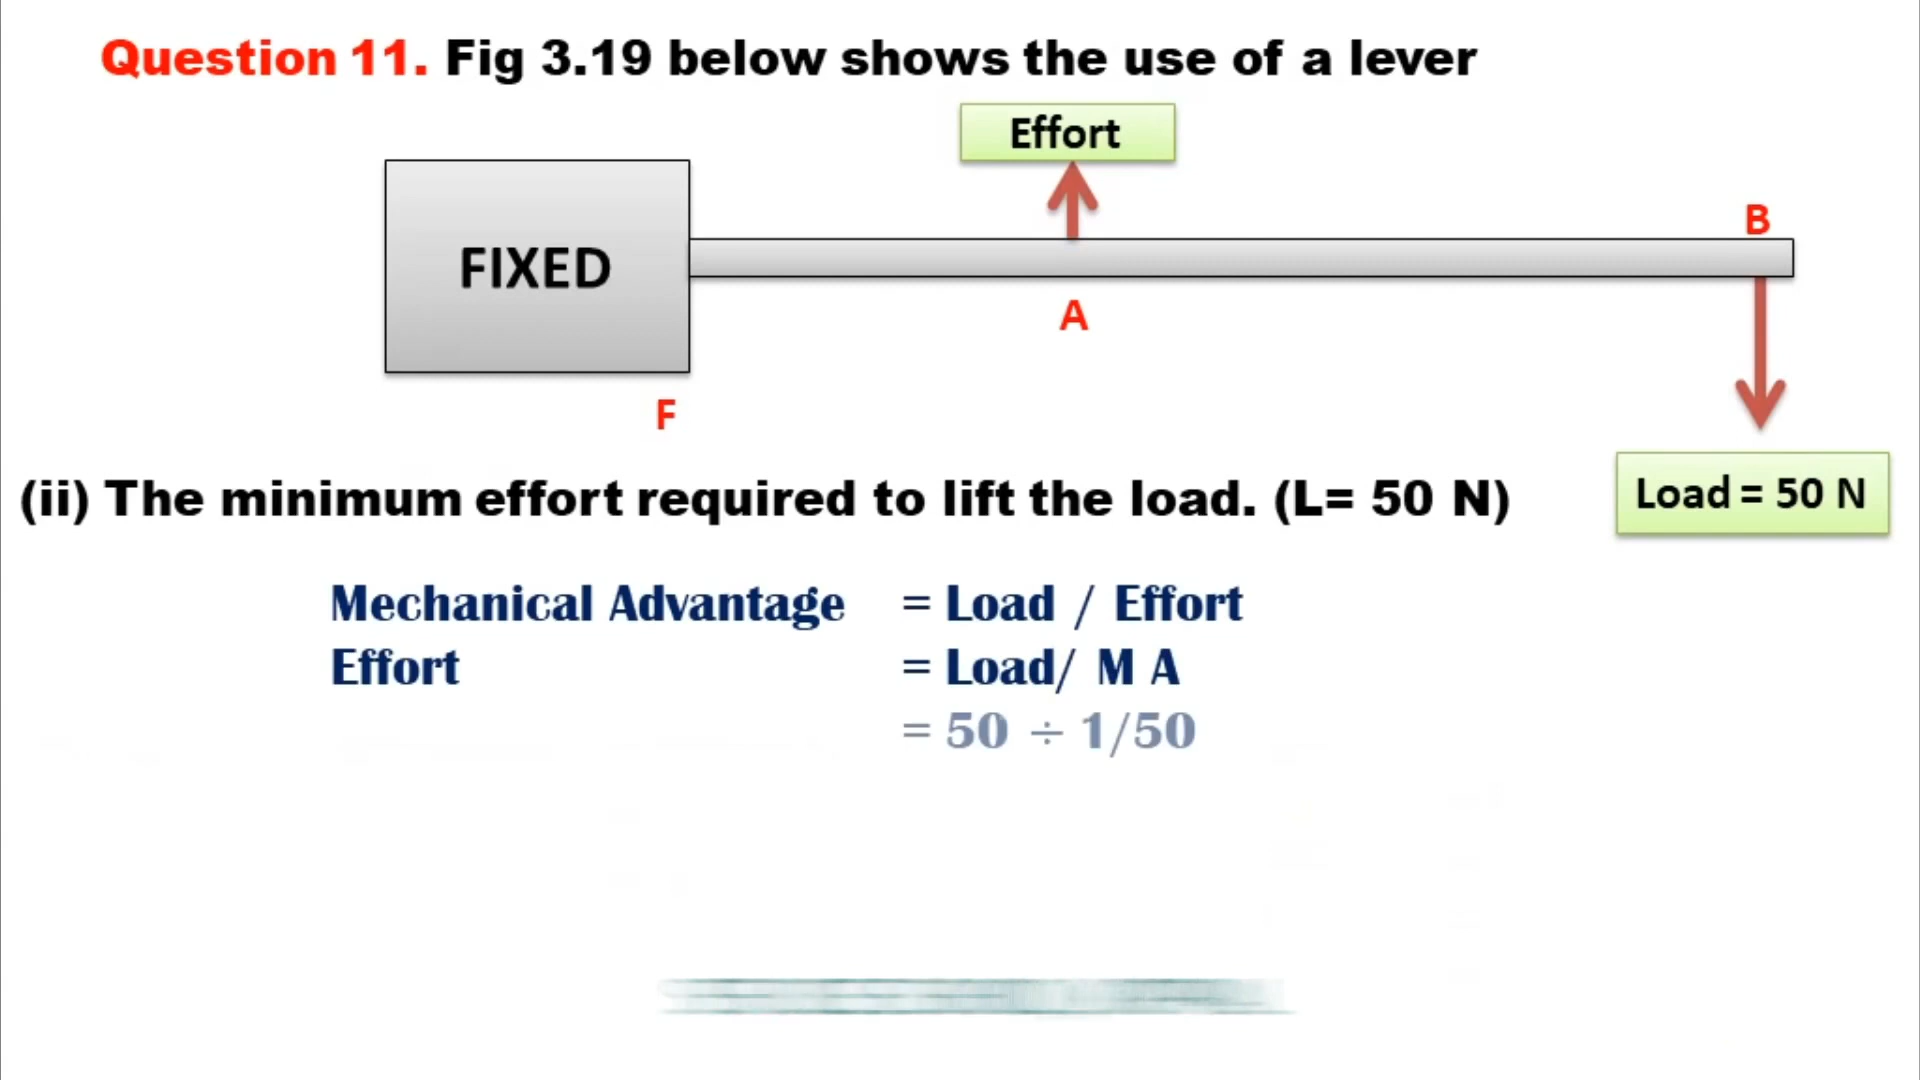 Question 11. Fig 3.19 below shows the use of a lever
Effort
FIXED
B
A
F
(ii) The minimum effort required to lift the load. (L= 50 N)
Load = 50 N
Mechanical Advantage = Load / Effort
Effort = Load/ M A
= 50 ÷ 1/50